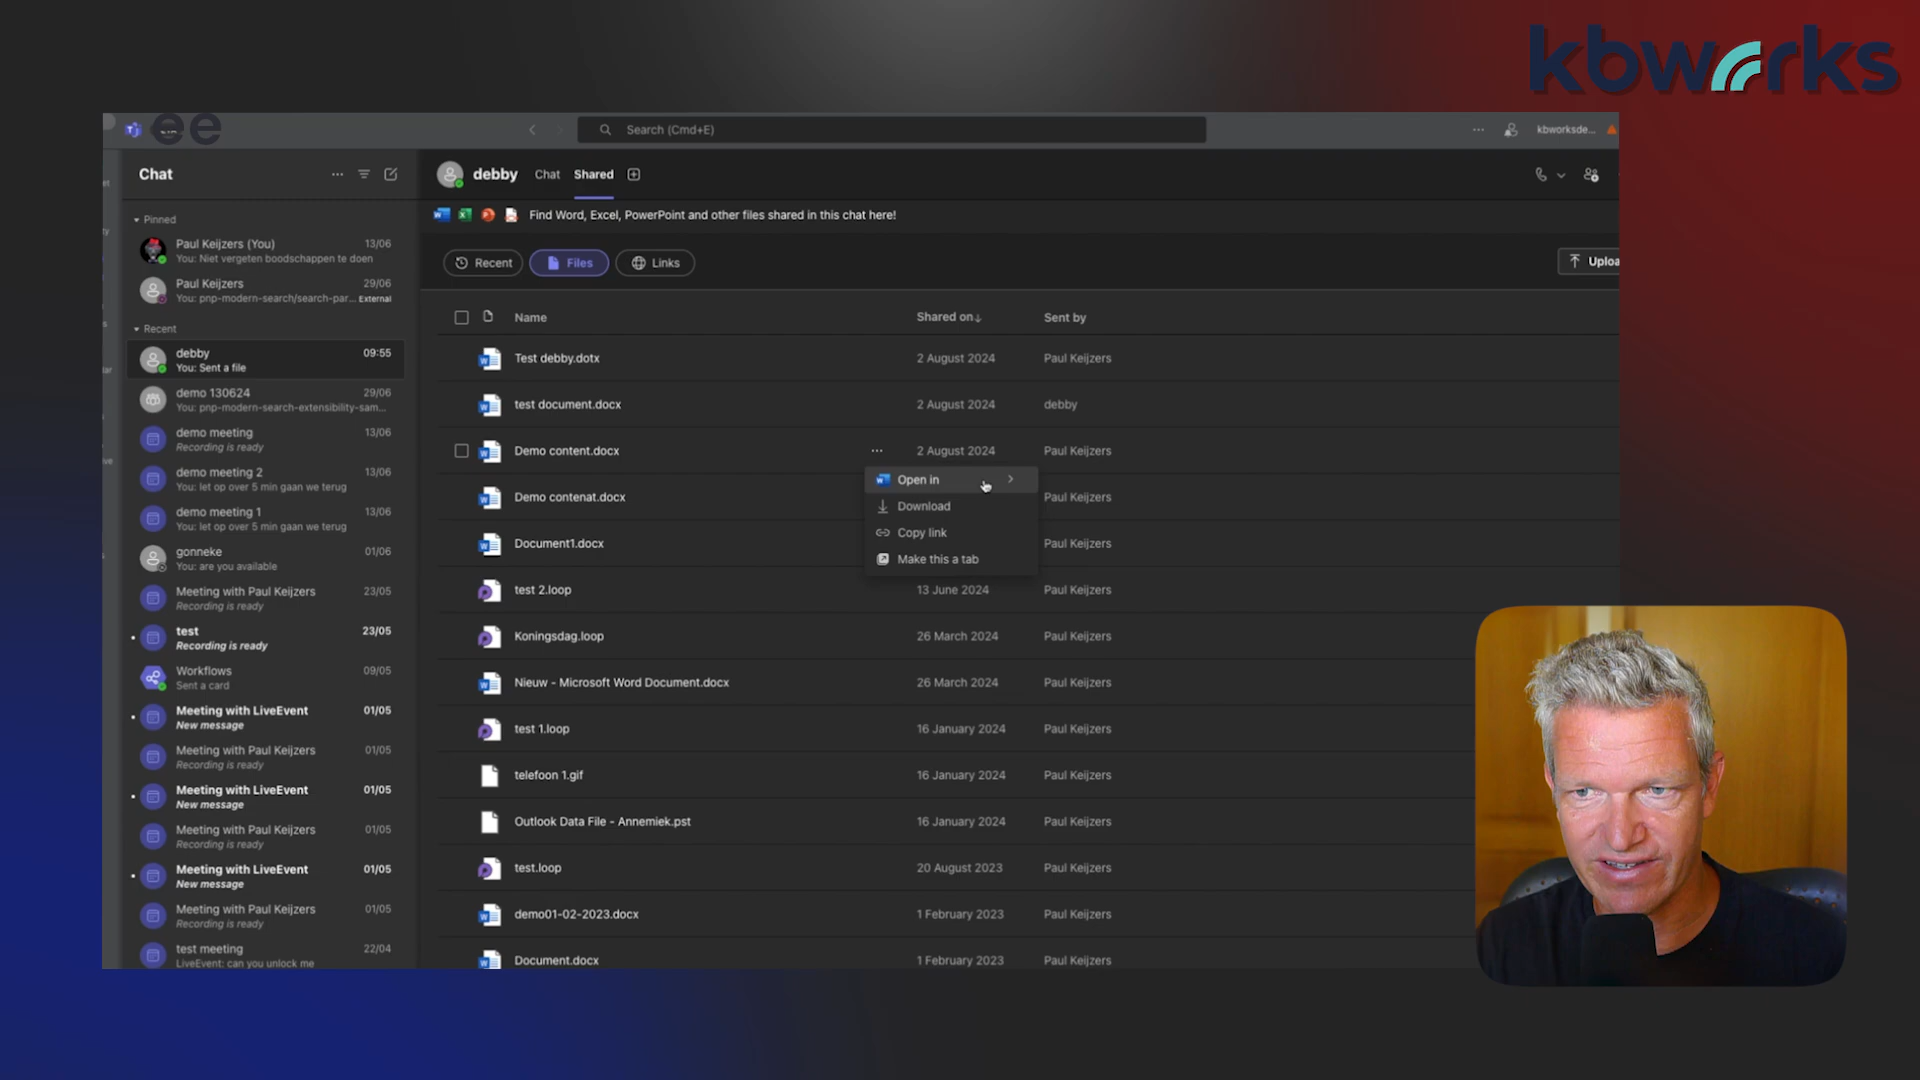 kbworks
Search (Cmd+E)
kbworksde...
Chat
debby
Chat
Shared
Find Word, Excel, PowerPoint and other files shared in this chat here!
Pinned
Paul Keijzers (You) 13/06
You: Niet vergeten boodschappen te doen
Paul Keijzers 29/06
You: pnp-modern-search/search-par... External
Recent
debby 09:55
You: Sent a file
demo 130624 29/06
You: pnp-modern-search-extensibility-sam...
demo meeting 13/06
Recording is ready
demo meeting 2 13/06
You: let op over 5 min gaan we terug
demo meeting 1 13/06
You: let op over 5 min gaan we terug
gonneke 01/06
You: are you available
Meeting with Paul Keijzers 23/05
Recording is ready
test 23/05
Recording is ready
Workflows 09/05
Sent a card
Meeting with LiveEvent 01/05
New message
Meeting with Paul Keijzers 01/05
Recording is ready
Meeting with LiveEvent 01/05
New message
Meeting with Paul Keijzers 01/05
Recording is ready
Meeting with LiveEvent 01/05
New message
Meeting with Paul Keijzers 01/05
Recording is ready
test meeting 22/04
LiveEvent: can you unlock me
Recent
Files
Links
Uploa
Name Shared on↓ Sent by
Test debby.dotx 2 August 2024 Paul Keijzers
test document.docx 2 August 2024 debby
Demo content.docx ... 2 August 2024 Paul Keijzers
Demo contenat.docx Paul Keijzers
Document1.docx Paul Keijzers
test 2.loop 13 June 2024 Paul Keijzers
Koningsdag.loop 26 March 2024 Paul Keijzers
Nieuw - Microsoft Word Document.docx 26 March 2024 Paul Keijzers
test 1.loop 16 January 2024 Paul Keijzers
telefoon 1.gif 16 January 2024 Paul Keijzers
Outlook Data File - Annemiek.pst 16 January 2024 Paul Keijzers
test.loop 20 August 2023 Paul Keijzers
demo01-02-2023.docx 1 February 2023 Paul Keijzers
Document.docx 1 February 2023 Paul Keijzers
Open in
Download
Copy link
Make this a tab